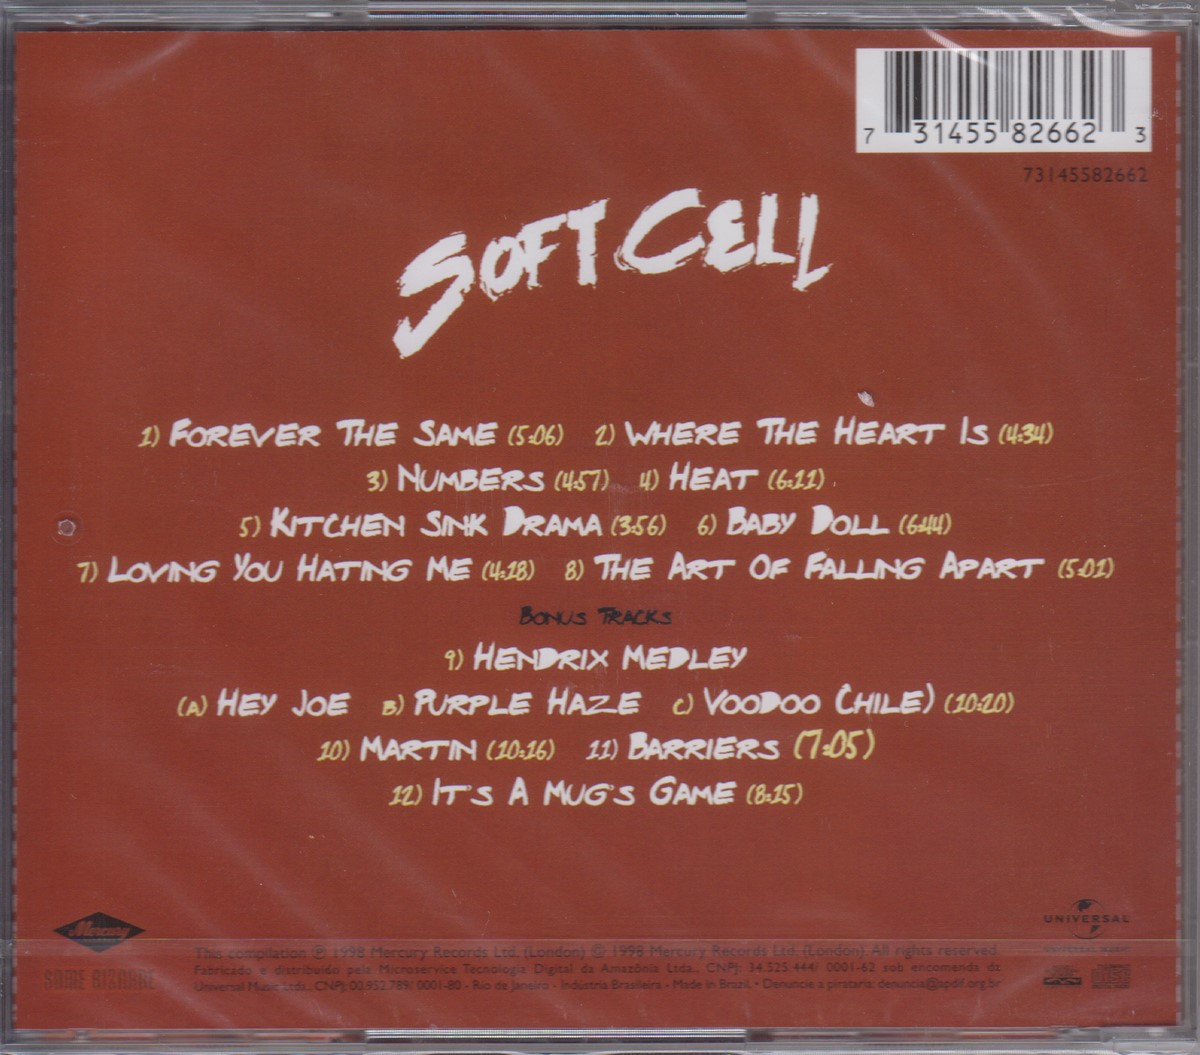 7 31455 82662 3
73145582662
SOFT CELL
1) FOREVER THE SAME (5:06) 2) WHERE THE HEART IS (4:34)
3) NUMBERS (4:57) 4) HEAT (6:11)
5) KITCHEN SINK DRAMA (3:56) 6) BABY DOLL (6:44)
7) LOVING YOU HATING ME (4:18) 8) THE ART OF FALLING APART (5:01)
BONUS TRACKS
9) HENDRIX MEDLEY
(A) HEY JOE B) PURPLE HAZE C) VOODOO CHILE) (10:20)
10) MARTIN (10:16) 11) BARRIERS (7:05)
12) IT'S A MUG'S GAME (8:15)
Mercury
SOME BIZZARE
UNIVERSAL
UNIVERSAL MUSIC
This compilation ℗ 1998 Mercury Records Ltd. (London) © 1998 Mercury Records Ltd. (London) All rights reserved.
Fabricado e distribuído pela Microservice Tecnologia Digital da Amazônia Ltda., CNPJ: 34.525.444/ 0001-62 sob encomenda de
Universal Music Ltda., CNPJ: 00.952.789/ 0001-80 - Rio de Janeiro - Indústria Brasileira - Made in Brazil. • Denuncie a pirataria: denuncia@apdif.org.br